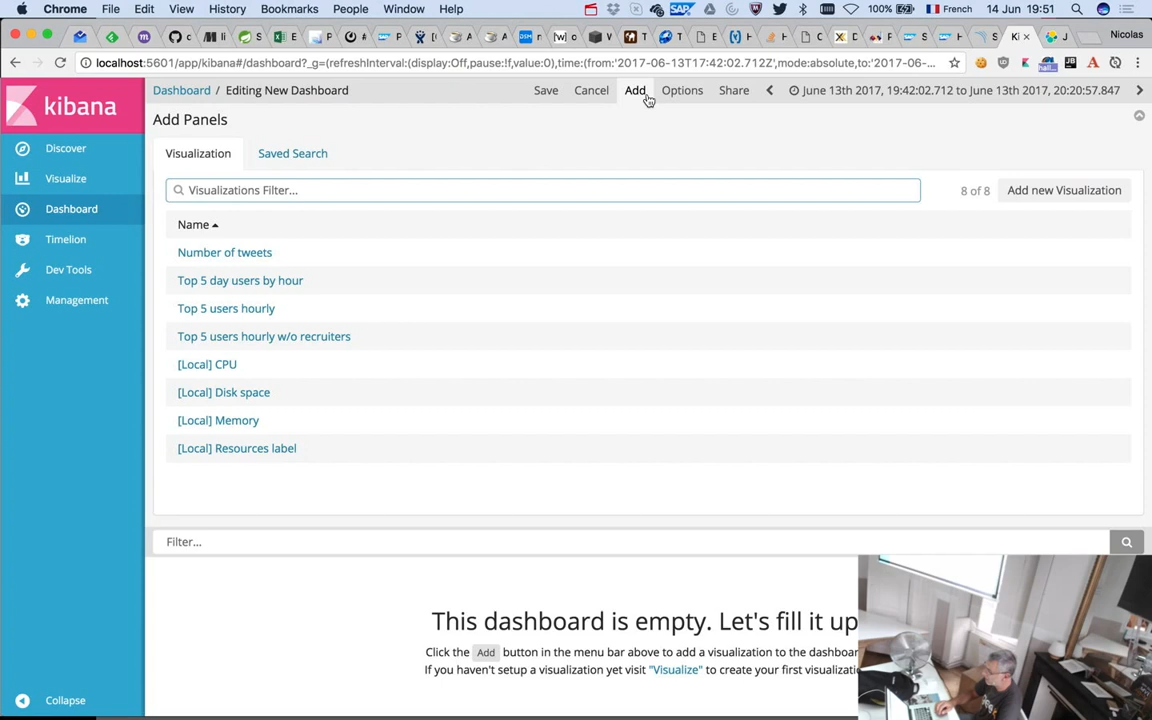 Chrome File Edit View History Bookmarks People Window Help 100% French 14 Jun 19:51
Nicolas
localhost:5601/app/kibana#/dashboard?_g=(refreshInterval:(display:Off,pause:!f,value:0),time:(from:'2017-06-13T17:42:02.712Z',mode:absolute,to:'2017-06-...
kibana
Dashboard / Editing New Dashboard Save Cancel Add Options Share June 13th 2017, 19:42:02.712 to June 13th 2017, 20:20:57.847
Add Panels
Discover
Visualize
Dashboard
Timelion
Dev Tools
Management
Collapse
Visualization Saved Search
Visualizations Filter... 8 of 8 Add new Visualization
Name
Number of tweets
Top 5 day users by hour
Top 5 users hourly
Top 5 users hourly w/o recruiters
[Local] CPU
[Local] Disk space
[Local] Memory
[Local] Resources label
Filter...
This dashboard is empty. Let's fill it up
Click the Add button in the menu bar above to add a visualization to the dashboar
If you haven't setup a visualization yet visit "Visualize" to create your first visualizati